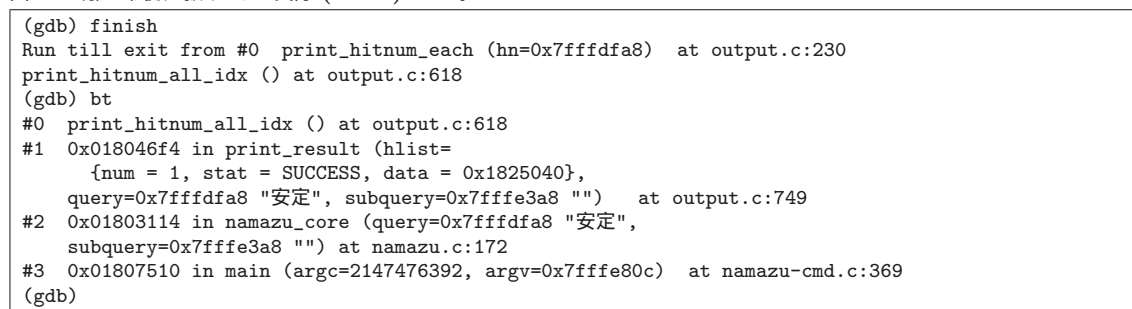 (gdb) finish
Run till exit from #0  print_hitnum_each (hn=0x7fffdfa8)  at output.c:230
print_hitnum_all_idx () at output.c:618
(gdb) bt
#0  print_hitnum_all_idx () at output.c:618
#1  0x018046f4 in print_result (hlist=
      {num = 1, stat = SUCCESS, data = 0x1825040},
    query=0x7fffdfa8 "安定", subquery=0x7fffe3a8 "")   at output.c:749
#2  0x01803114 in namazu_core (query=0x7fffdfa8 "安定",
    subquery=0x7fffe3a8 "") at namazu.c:172
#3  0x01807510 in main (argc=2147476392, argv=0x7fffe80c)  at namazu-cmd.c:369
(gdb)